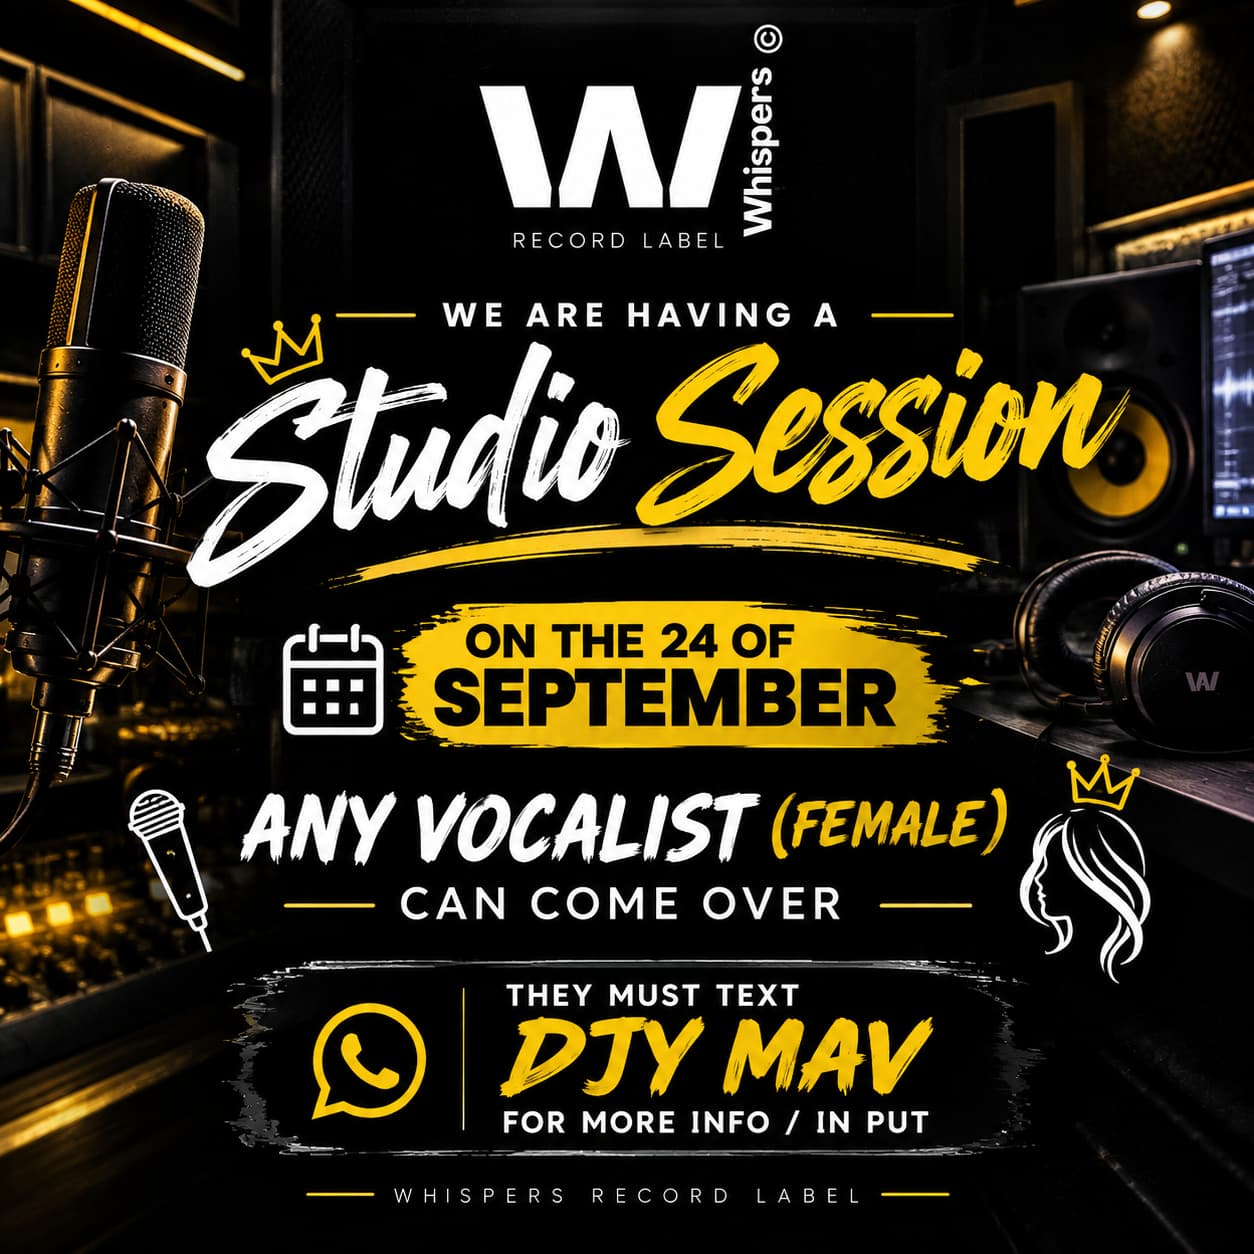 W
Whispers ©
RECORD LABEL
WE ARE HAVING A
Studio Session
ON THE 24 OF
SEPTEMBER
ANY VOCALIST (FEMALE)
CAN COME OVER
THEY MUST TEXT
DJY MAV
FOR MORE INFO / IN PUT
WHISPERS RECORD LABEL
W